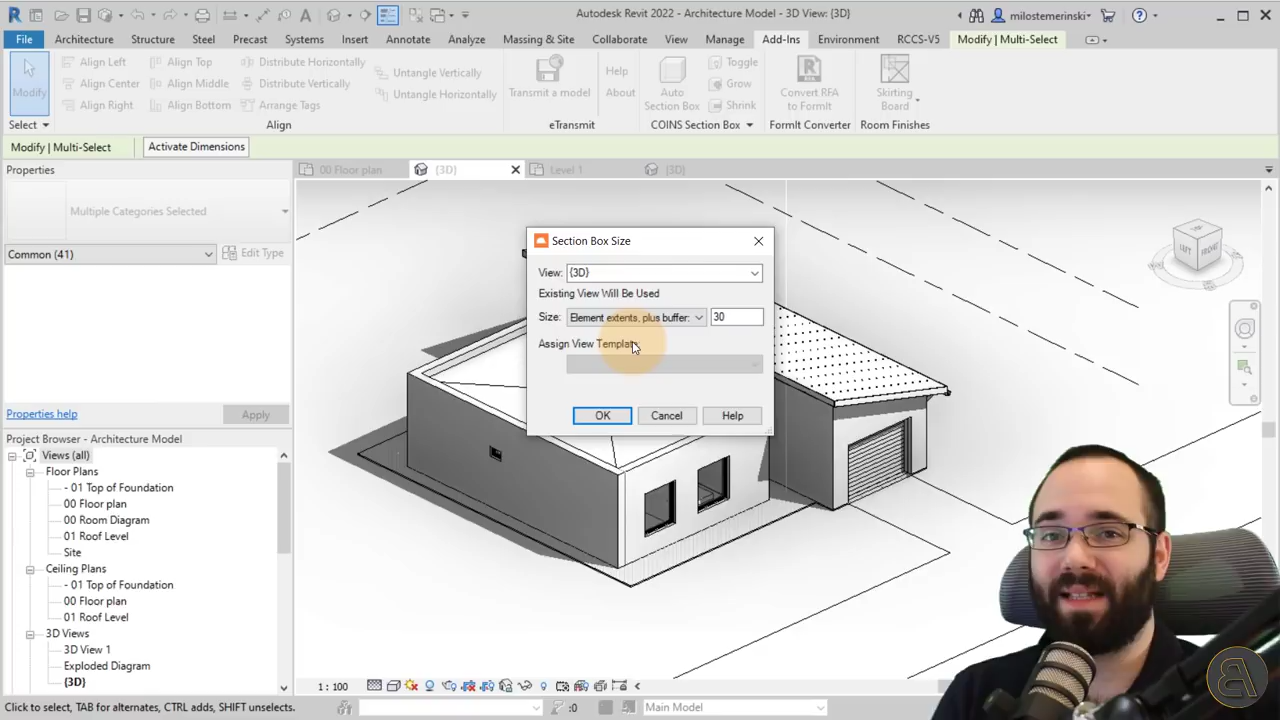 Autodesk Revit 2022 - Architecture Model - 3D View: {3D}
milostemerinski
File
Architecture
Structure
Steel
Precast
Systems
Insert
Annotate
Analyze
Massing & Site
Collaborate
View
Manage
Add-Ins
Environment
RCCS-V5
Modify | Multi-Select
Modify
Align Left
Align Center
Align Right
Align Top
Align Middle
Align Bottom
Distribute Horizontally
Distribute Vertically
Arrange Tags
Untangle Vertically
Untangle Horizontally
Transmit a model
Help
About
Auto
Section Box
Toggle
Grow
Shrink
Convert RFA
to FormIt
Skirting
Board
Select
Align
eTransmit
COINS Section Box
FormIt Converter
Room Finishes
Modify | Multi-Select
Activate Dimensions
Properties
00 Floor plan
{3D}
Level 1
{3D}
Multiple Categories Selected
Common (41)
Edit Type
Properties help
Apply
Project Browser - Architecture Model
Views (all)
Floor Plans
- 01 Top of Foundation
00 Floor plan
00 Room Diagram
01 Roof Level
Site
Ceiling Plans
- 01 Top of Foundation
00 Floor plan
01 Roof Level
3D Views
3D View 1
Exploded Diagram
{3D}
Section Box Size
View: {3D}
Existing View Will Be Used
Size: Element extents, plus buffer: 30
Assign View Template:
OK
Cancel
Help
TOP
LEFT
FRONT
1 : 100
Click to select, TAB for alternates, CTRL adds, SHIFT unselects.
:0
Main Model